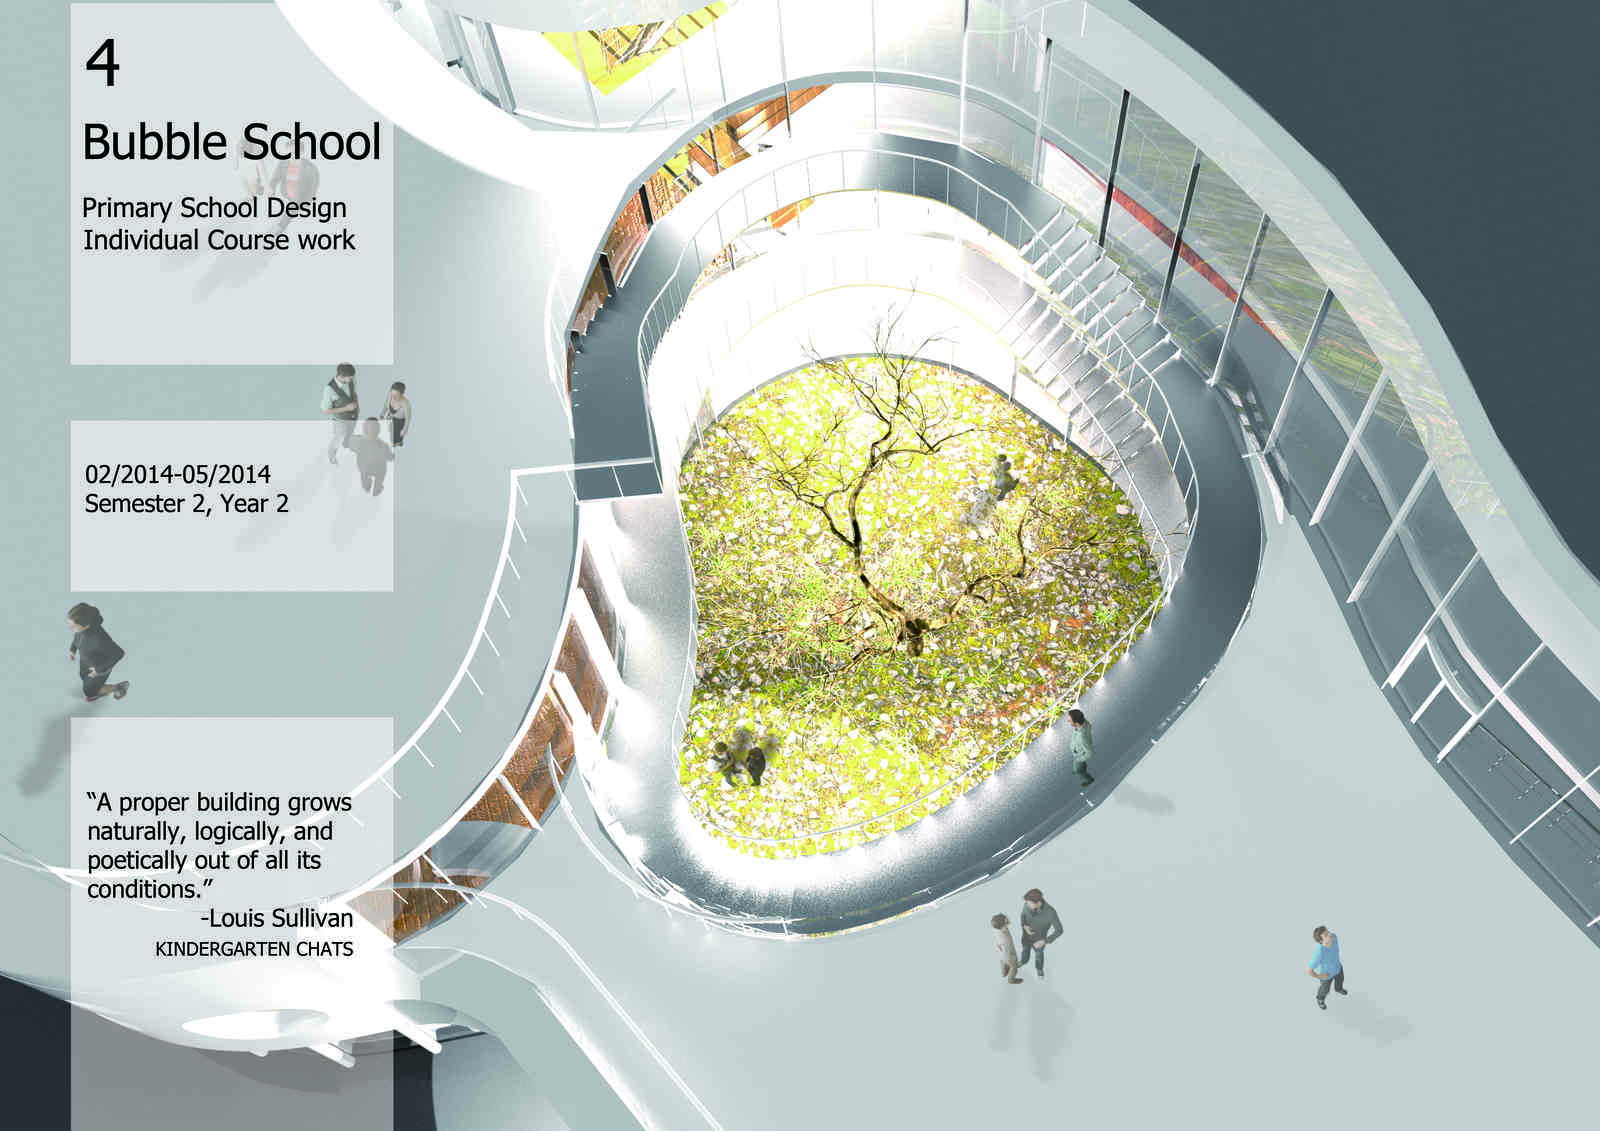 4
Bubble School
Primary School Design
Individual Course work
02/2014-05/2014
Semester 2, Year 2
“A proper building grows
naturally, logically, and
poetically out of all its
conditions.”
-Louis Sullivan
KINDERGARTEN CHATS